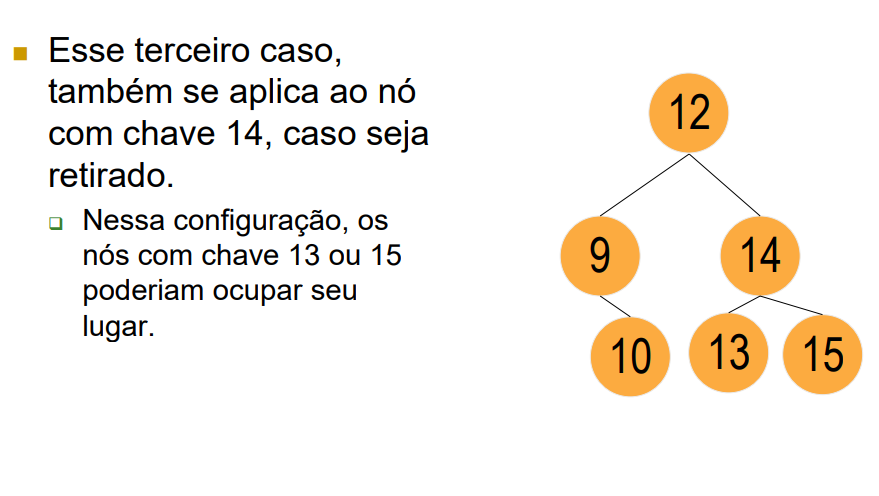 Esse terceiro caso,
também se aplica ao nó
com chave 14, caso seja
retirado.
Nessa configuração, os
nós com chave 13 ou 15
poderiam ocupar seu
lugar.
12
9
14
10
13
15